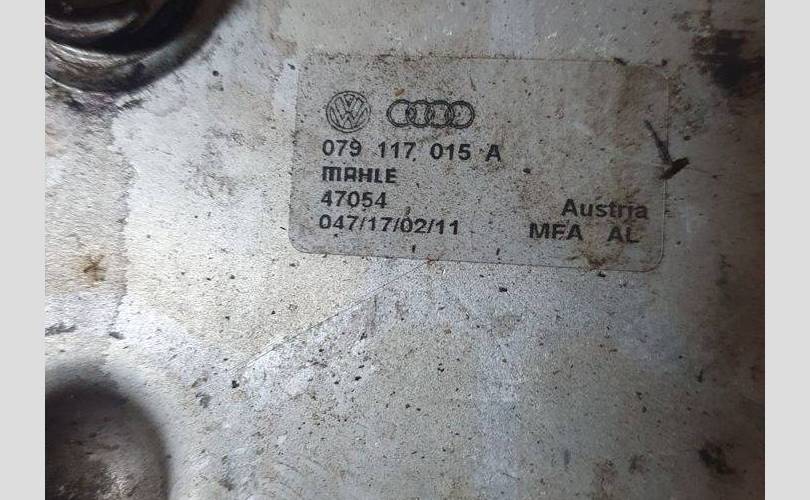 079 117 015 A
MAHLE
47054
Austria
047/17/02/11
MFA AL